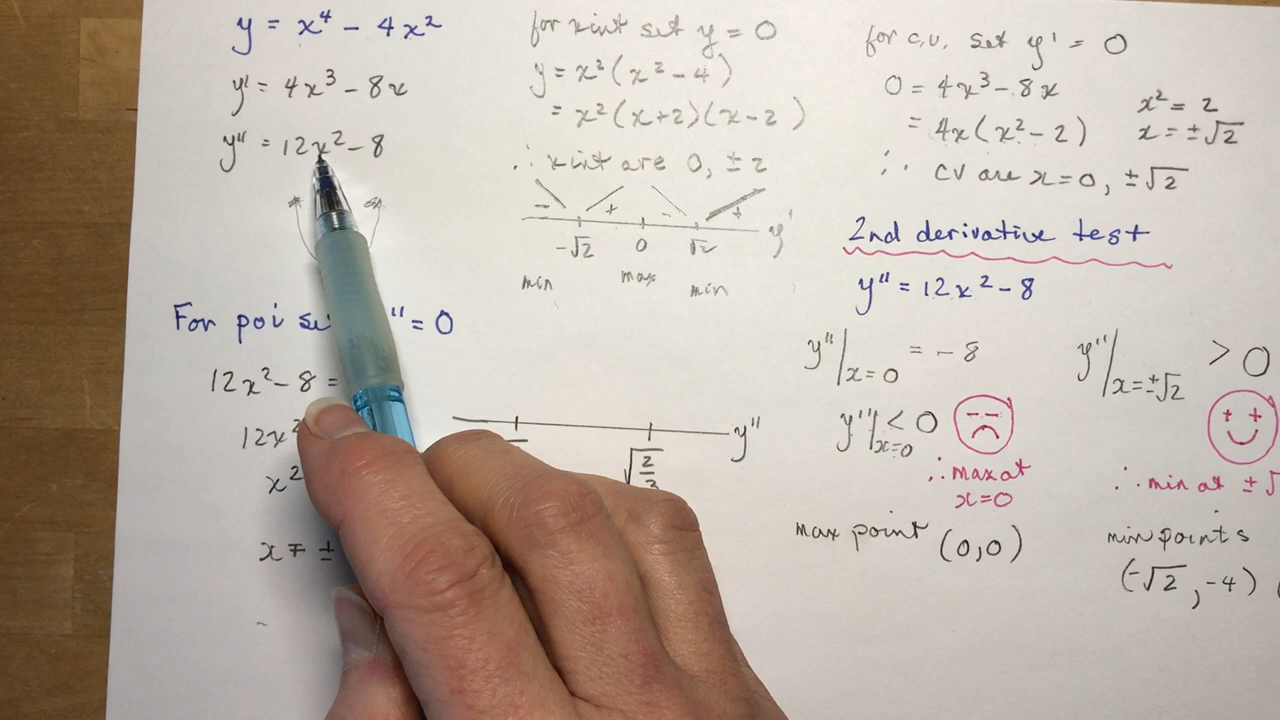 y = x⁴ - 4x²
y' = 4x³ - 8x
y'' = 12x² - 8
for x int set y = 0
y = x²(x² - 4)
= x²(x+2)(x-2)
∴ x int are 0, ±2
- + - + y'
-√2 0 √2
min max min
for c.v. set y' = 0
0 = 4x³ - 8x
= 4x(x² - 2)
x² = 2
x = ±√2
∴ CV are x=0, ±√2
2nd derivative test
y'' = 12x² - 8
y''|x=0 = -8
y''|x=±√2 > 0
y''|x=0 < 0
∴ max at
x=0
∴ min at ±√
max point (0,0)
min points
(-√2, -4) (
For poi '' = 0
12x² - 8 =
12x²
x²
x = ±
y''
√2/3